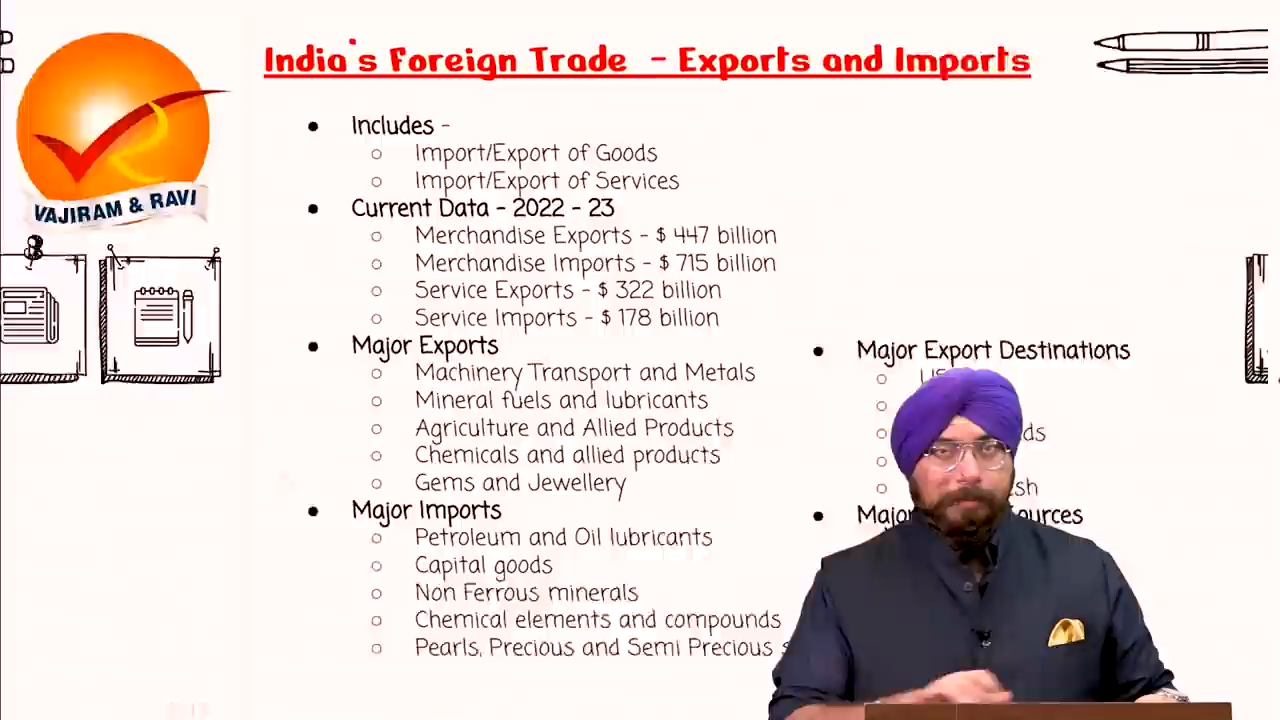 India's Foreign Trade - Exports and Imports
VAJIRAM & RAVI
Includes -
Import/Export of Goods
Import/Export of Services
Current Data - 2022 - 23
Merchandise Exports - $ 447 billion
Merchandise Imports - $ 715 billion
Service Exports - $ 322 billion
Service Imports - $ 178 billion
Major Exports
Machinery Transport and Metals
Mineral fuels and lubricants
Agriculture and Allied Products
Chemicals and allied products
Gems and Jewellery
Major Imports
Petroleum and Oil lubricants
Capital goods
Non Ferrous minerals
Chemical elements and compounds
Pearls, Precious and Semi Precious
Major Export Destinations